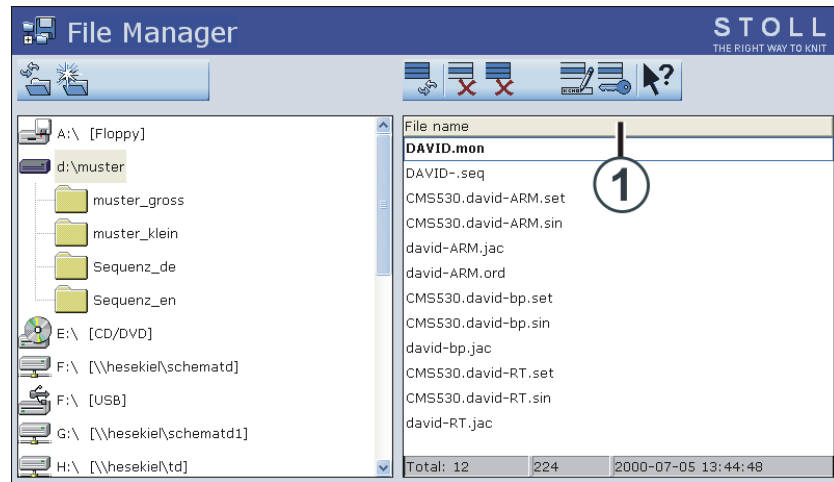 File Manager
STOLL
THE RIGHT WAY TO KNIT
A:\ [Floppy]
d:\muster
muster_gross
muster_klein
Sequenz_de
Sequenz_en
E:\ [CD/DVD]
F:\ [\\hesekiel\schematd]
F:\ [USB]
G:\ [\\hesekiel\schematd1]
H:\ [\\hesekiel\td]
File name
DAVID.mon
DAVID-.seq
CMS530.david-ARM.set
CMS530.david-ARM.sin
david-ARM.jac
david-ARM.ord
CMS530.david-bp.set
CMS530.david-bp.sin
david-bp.jac
CMS530.david-RT.set
CMS530.david-RT.sin
david-RT.jac
1
Total: 12 224 2000-07-05 13:44:48